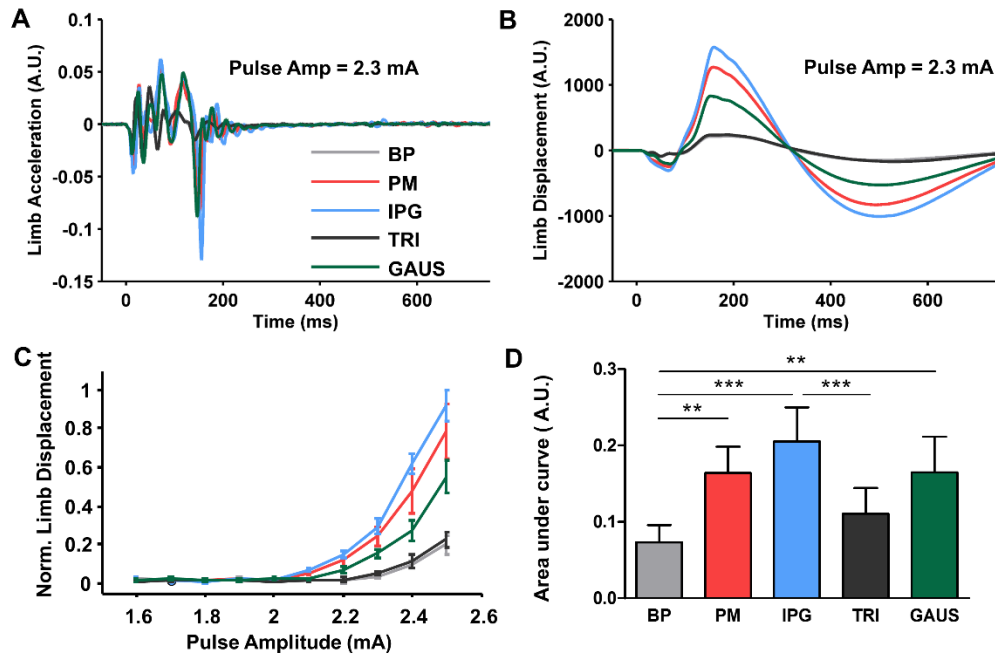 A
Limb Acceleration (A.U.)
0.1
0.05
0
-0.05
-0.1
-0.15
Pulse Amp = 2.3 mA
BP
PM
IPG
TRI
GAUS
0 200 400 600
Time (ms)
B
Limb Displacement (A.U.)
2000
1000
0
-1000
-2000
Pulse Amp = 2.3 mA
0 200 400 600
Time (ms)
C
Norm. Limb Displacement
1
0.8
0.6
0.4
0.2
0
1.6 1.8 2 2.2 2.4 2.6
Pulse Amplitude (mA)
D
Area under curve ( A.U.)
0.3
0.2
0.1
0.0
**
***
***
**
BP PM IPG TRI GAUS